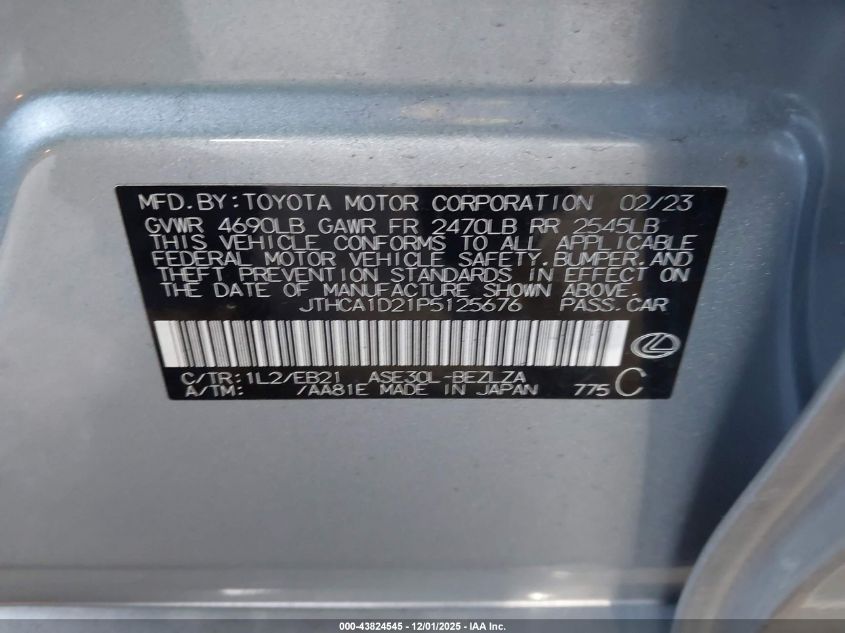 MFD.BY:TOYOTA MOTOR CORPORATION 02/23
GVWR 4690LB GAWR FR 2470LB RR 2545LB
THIS VEHICLE CONFORMS TO ALL APPLICABLE
FEDERAL MOTOR VEHICLE SAFETY,BUMPER,AND
THEFT PREVENTION STANDARDS IN EFFECT ON
THE DATE OF MANUFACTURE SHOWN ABOVE.
JTHCA1D21P5125676 PASS.CAR
C/TR:1L2/EB21 ASE30L-BEZLZA
A/TM: /AA81E MADE IN JAPAN 775 C
000-43824545 / 12/01/2025 - IAA Inc.